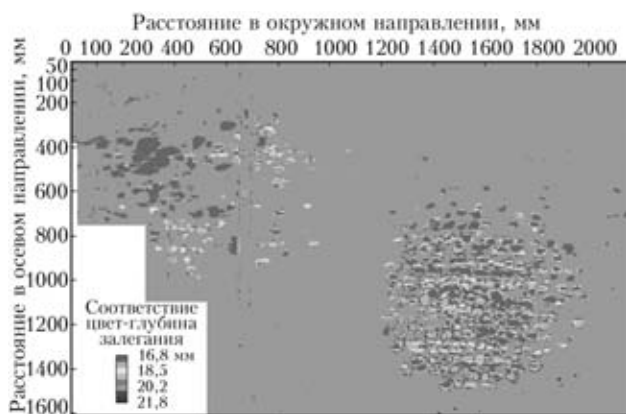 Расстояние в окружном направлении, мм
0 100 200 400 600 800 1000 1200 1400 1600 1800 2000
Расстояние в осевом направлении, мм
50
100
200
400
600
800
1000
1200
1400
1600
Соответствие
цвет-глубина
залегания
16,8 мм
18,5
20,2
21,8